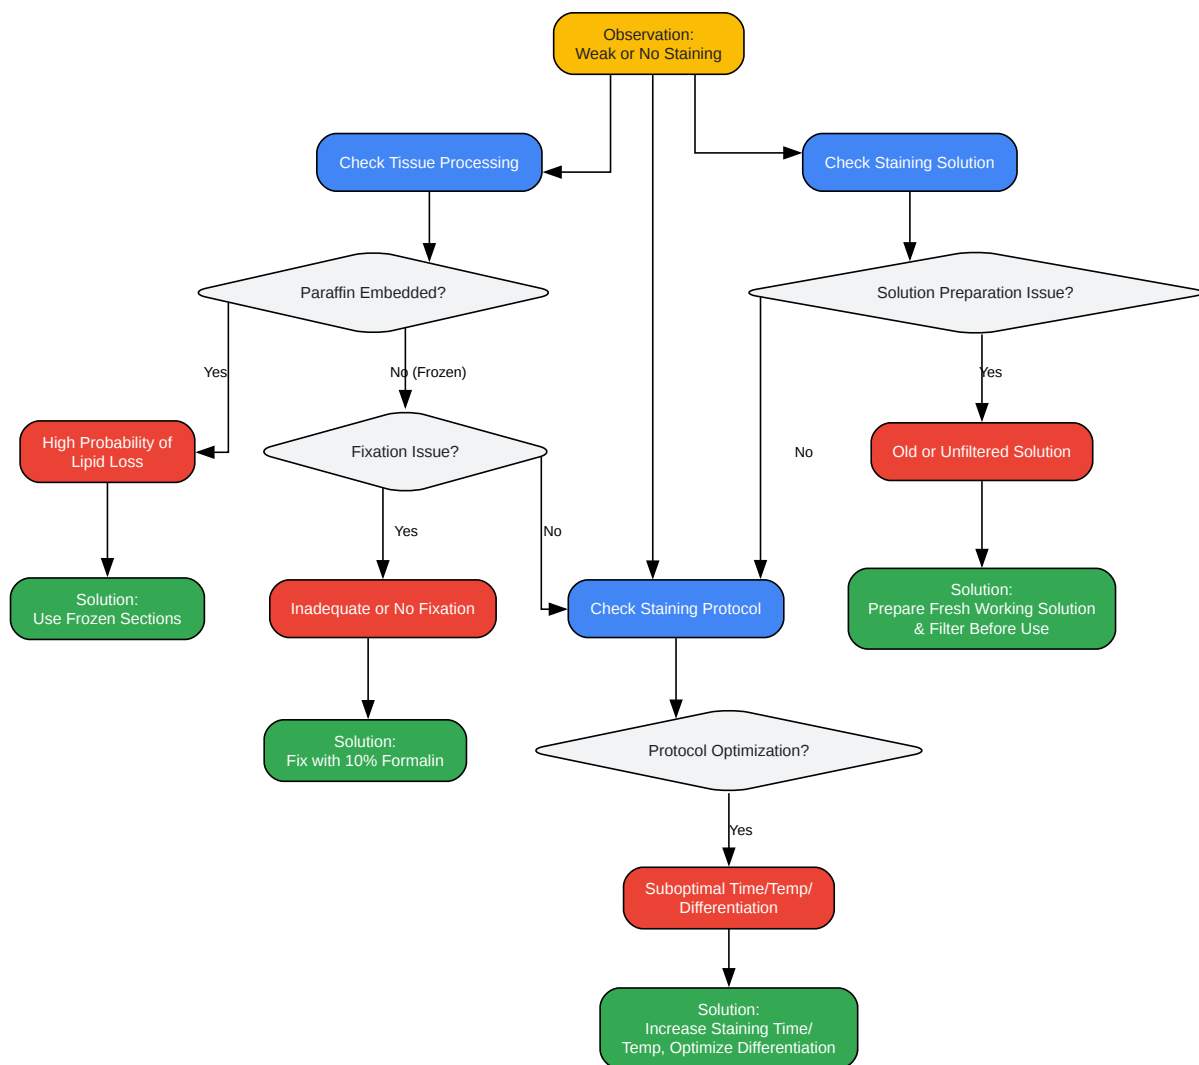 Observation:
Weak or No Staining
Check Tissue Processing
Check Staining Solution
Paraffin Embedded?
Solution Preparation Issue?
Yes
No (Frozen)
Yes
High Probability of
Lipid Loss
Fixation Issue?
No
Old or Unfiltered Solution
Yes
No
Solution:
Use Frozen Sections
Inadequate or No Fixation
Check Staining Protocol
Solution:
Prepare Fresh Working Solution
& Filter Before Use
Solution:
Fix with 10% Formalin
Protocol Optimization?
Yes
Suboptimal Time/Temp/
Differentiation
Solution:
Increase Staining Time/
Temp, Optimize Differentiation